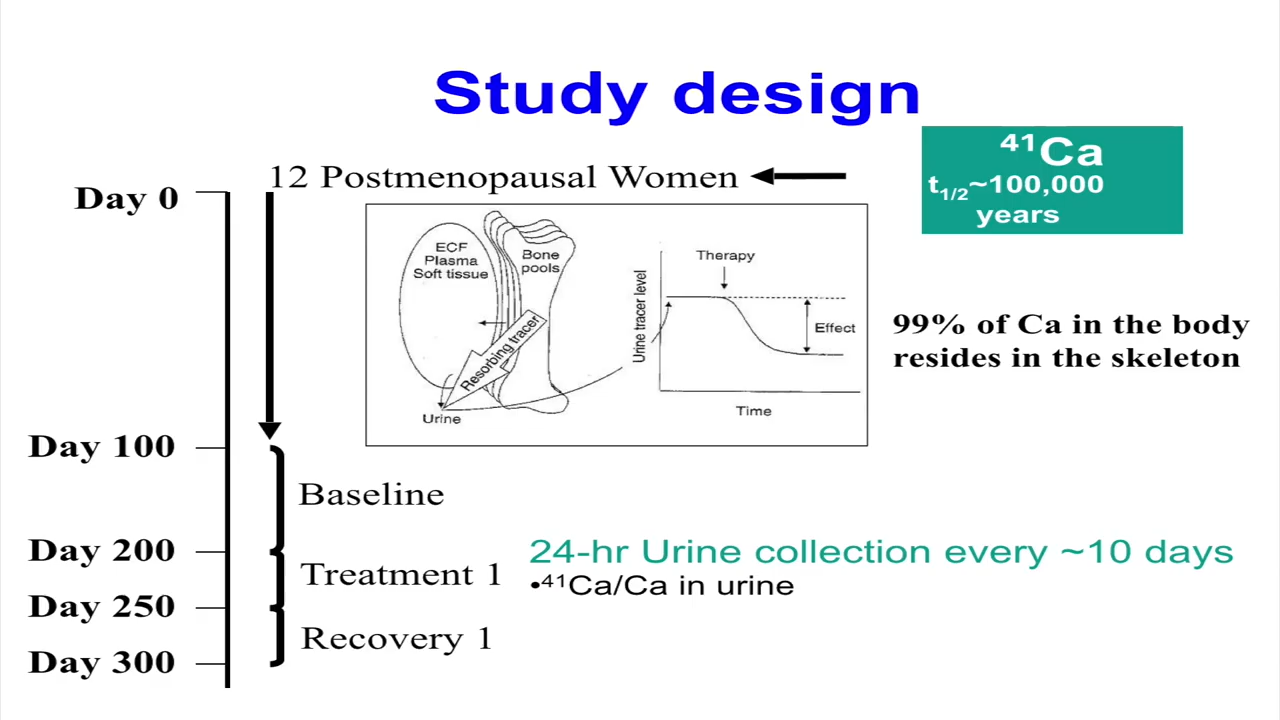 Study design
⁴¹Ca
t₁/₂~100,000
years
Day 0
12 Postmenopausal Women
ECF
Plasma
Soft tissue
Bone
pools
Resorbing tracer
Urine
Urine tracer level
Therapy
Effect
Time
99% of Ca in the body
resides in the skeleton
Day 100
Baseline
Day 200
Treatment 1
24-hr Urine collection every ~10 days
•⁴¹Ca/Ca in urine
Day 250
Recovery 1
Day 300